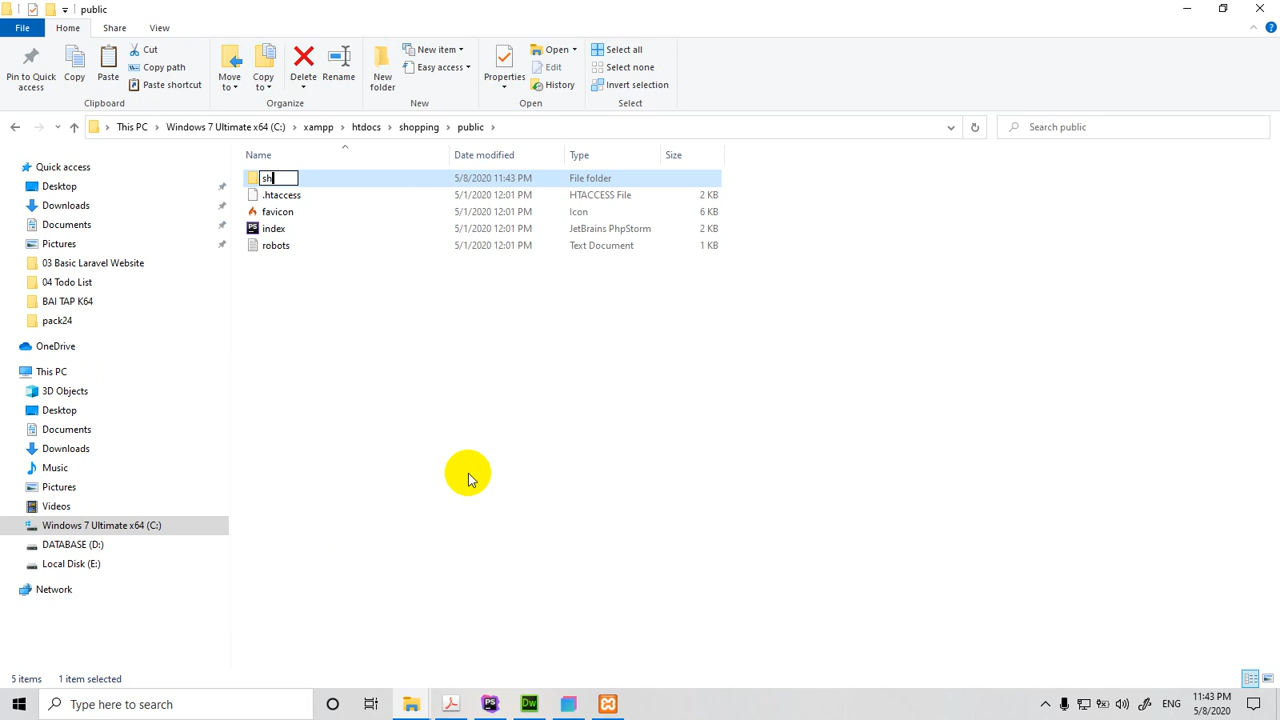 public
File
Home
Share
View
Pin to Quick access
Copy
Paste
Cut
Copy path
Paste shortcut
Clipboard
Move to
Copy to
Delete
Rename
Organize
New folder
New item
Easy access
New
Properties
Open
Edit
History
Open
Select all
Select none
Invert selection
Select
This PC
Windows 7 Ultimate x64 (C:)
xampp
htdocs
shopping
public
Search public
Quick access
Desktop
Downloads
Documents
Pictures
03 Basic Laravel Website
04 Todo List
BAI TAP K64
pack24
OneDrive
This PC
3D Objects
Desktop
Documents
Downloads
Music
Pictures
Videos
Windows 7 Ultimate x64 (C:)
DATABASE (D:)
Local Disk (E:)
Network
Name Date modified Type Size
sh 5/8/2020 11:43 PM File folder
.htaccess 5/1/2020 12:01 PM HTACCESS File 2 KB
favicon 5/1/2020 12:01 PM Icon 6 KB
index 5/1/2020 12:01 PM JetBrains PhpStorm 2 KB
robots 5/1/2020 12:01 PM Text Document 1 KB
5 items 1 item selected
Type here to search
PS
Dw
ENG
11:43 PM
5/8/2020